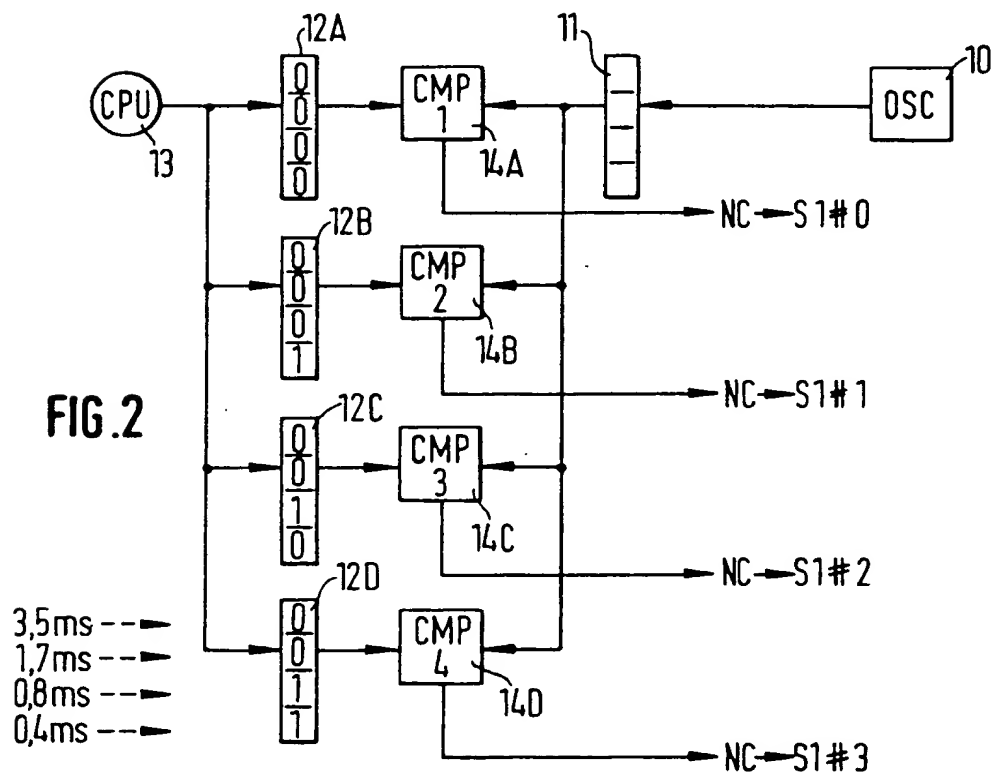 12A
11
10
CPU
0
0
0
0
CMP
1
OSC
13
14A
NC S1#0
12B
0
0
0
1
CMP
2
14B
NC S1#1
FIG.2
12C
0
0
1
0
CMP
3
14C
NC S1#2
12D
0
0
1
1
CMP
4
14D
3,5ms
1,7ms
0,8ms
0,4ms
NC S1#3